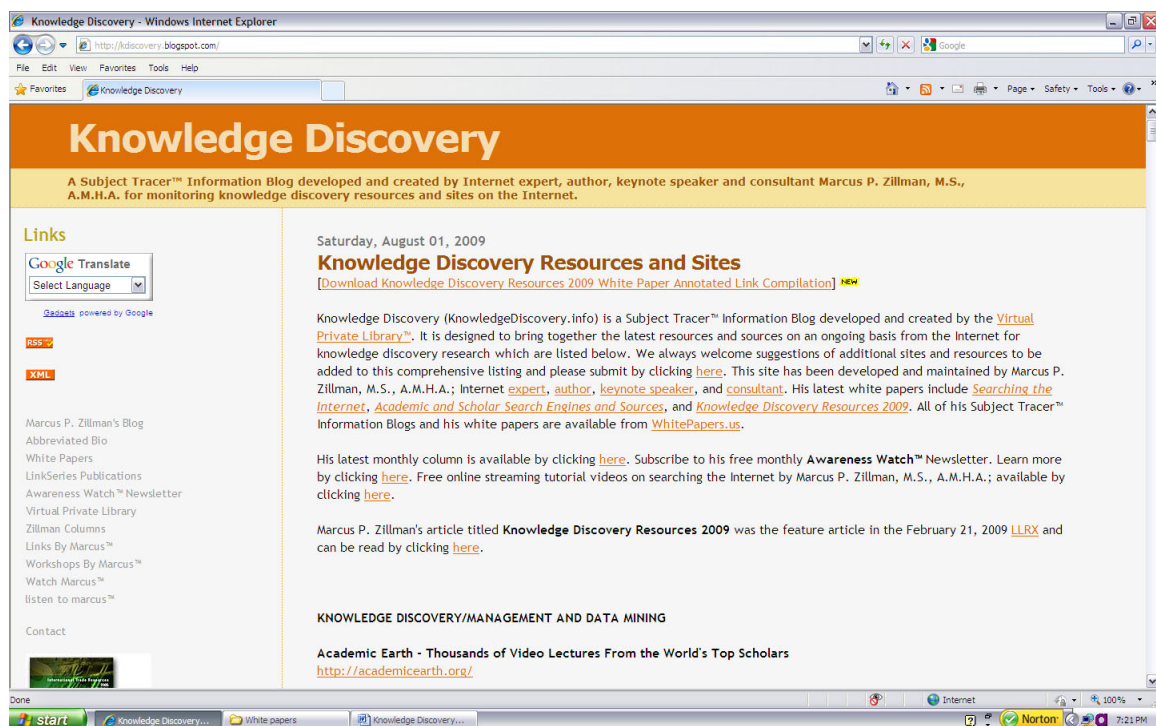 Knowledge Discovery - Windows Internet Explorer
http://kdiscovery.blogspot.com/
Google
File Edit View Favorites Tools Help
Favorites
Knowledge Discovery
Page
Safety
Tools
Knowledge Discovery
A Subject Tracer™ Information Blog developed and created by Internet expert, author, keynote speaker and consultant Marcus P. Zillman, M.S.,
A.M.H.A. for monitoring knowledge discovery resources and sites on the Internet.
Links
Google Translate
Select Language
Gadgets powered by Google
RSS
XML
Marcus P. Zillman's Blog
Abbreviated Bio
White Papers
LinkSeries Publications
Awareness Watch™ Newsletter
Virtual Private Library
Zillman Columns
Links By Marcus™
Workshops By Marcus™
Watch Marcus™
listen to marcus™
Contact
International Trade Resources
Saturday, August 01, 2009
Knowledge Discovery Resources and Sites
[Download Knowledge Discovery Resources 2009 White Paper Annotated Link Compilation] NEW
Knowledge Discovery (KnowledgeDiscovery.info) is a Subject Tracer™ Information Blog developed and created by the Virtual
Private Library™. It is designed to bring together the latest resources and sources on an ongoing basis from the Internet for
knowledge discovery research which are listed below. We always welcome suggestions of additional sites and resources to be
added to this comprehensive listing and please submit by clicking here. This site has been developed and maintained by Marcus P.
Zillman, M.S., A.M.H.A.; Internet expert, author, keynote speaker, and consultant. His latest white papers include Searching the
Internet, Academic and Scholar Search Engines and Sources, and Knowledge Discovery Resources 2009. All of his Subject Tracer™
Information Blogs and his white papers are available from WhitePapers.us.
His latest monthly column is available by clicking here. Subscribe to his free monthly Awareness Watch™ Newsletter. Learn more
by clicking here. Free online streaming tutorial videos on searching the Internet by Marcus P. Zillman, M.S., A.M.H.A.; available by
clicking here.
Marcus P. Zillman's article titled Knowledge Discovery Resources 2009 was the feature article in the February 21, 2009 LLRX and
can be read by clicking here.
KNOWLEDGE DISCOVERY/MANAGEMENT AND DATA MINING
Academic Earth - Thousands of Video Lectures From the World's Top Scholars
http://academicearth.org/
Done
Internet
100%
start
Knowledge Discovery...
White papers
Knowledge Discovery...
Norton
7:21 PM